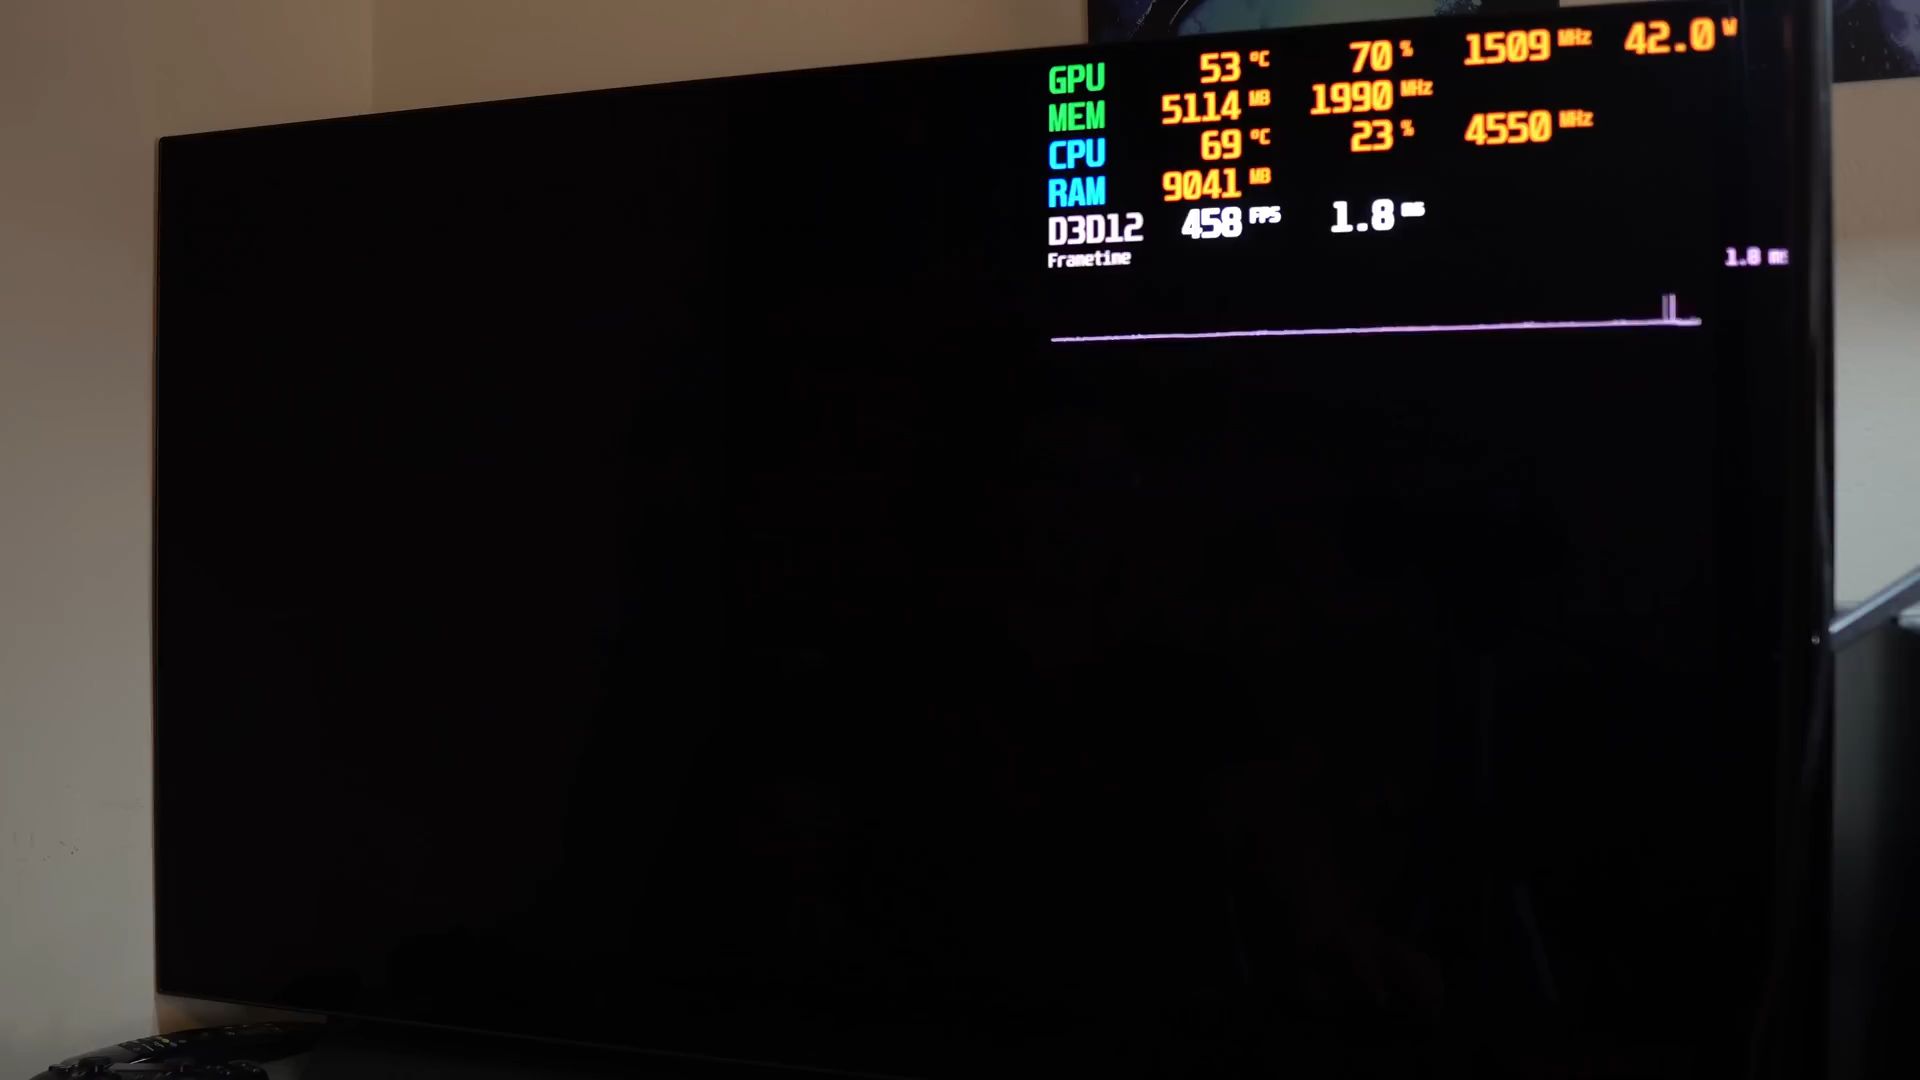 GPU 53 °C 70 % 1509 MHz 42.0 W
MEM 5114 MB 1990 MHz
CPU 69 °C 23 % 4550 MHz
RAM 9041 MB
D3D12 458 FPS 1.8 ms
Frametime 1.8 ms